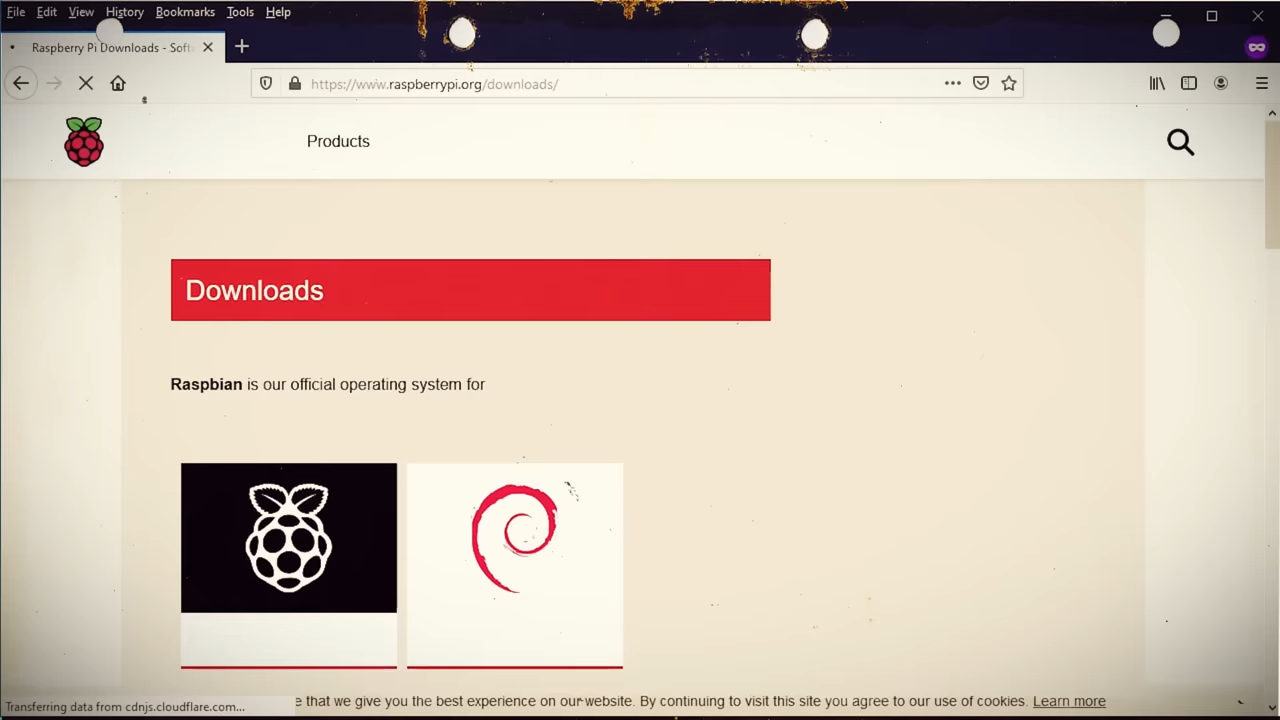 File Edit View History Bookmarks Tools Help
Raspberry Pi Downloads - Soft
https://www.raspberrypi.org/downloads/
Products
Downloads
Raspbian is our official operating system for
e that we give you the best experience on our website. By continuing to visit this site you agree to our use of cookies. Learn more
Transferring data from cdnjs.cloudflare.com...